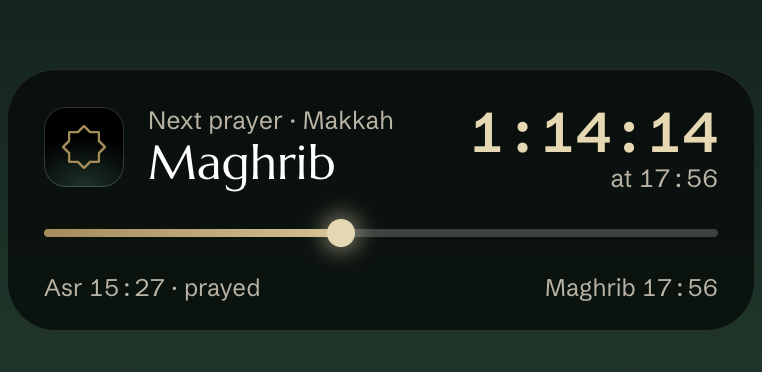 Next prayer · Makkah
Maghrib
1:14:14
at 17:56
Asr 15:27 · prayed
Maghrib 17:56